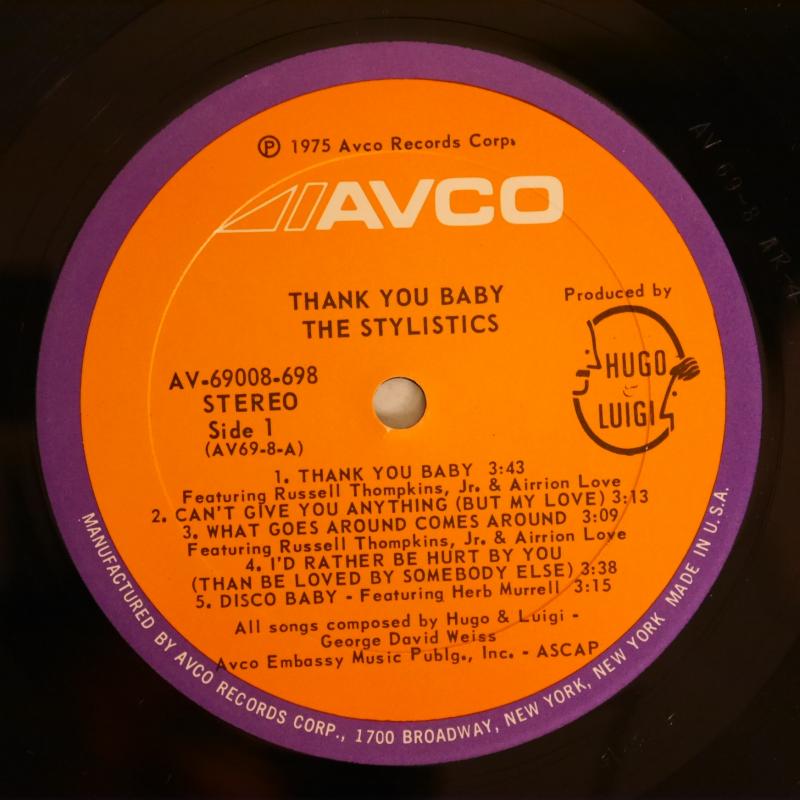 ℗ 1975 Avco Records Corp.
AVCO
THANK YOU BABY
THE STYLISTICS
Produced by
HUGO
&
LUIGI
AV-69008-698
STEREO
Side 1
(AV69-8-A)
1. THANK YOU BABY 3:43
Featuring Russell Thompkins, Jr. & Airrion Love
2. CAN'T GIVE YOU ANYTHING (BUT MY LOVE) 3:13
3. WHAT GOES AROUND COMES AROUND 3:09
Featuring Russell Thompkins, Jr. & Airrion Love
4. I'D RATHER BE HURT BY YOU
(THAN BE LOVED BY SOMEBODY ELSE) 3:38
5. DISCO BABY - Featuring Herb Murrell 3:15
All songs composed by Hugo & Luigi -
George David Weiss
Avco Embassy Music Publg., Inc. - ASCAP
MANUFACTURED BY AVCO RECORDS CORP., 1700 BROADWAY, NEW YORK, NEW YORK MADE IN U.S.A.